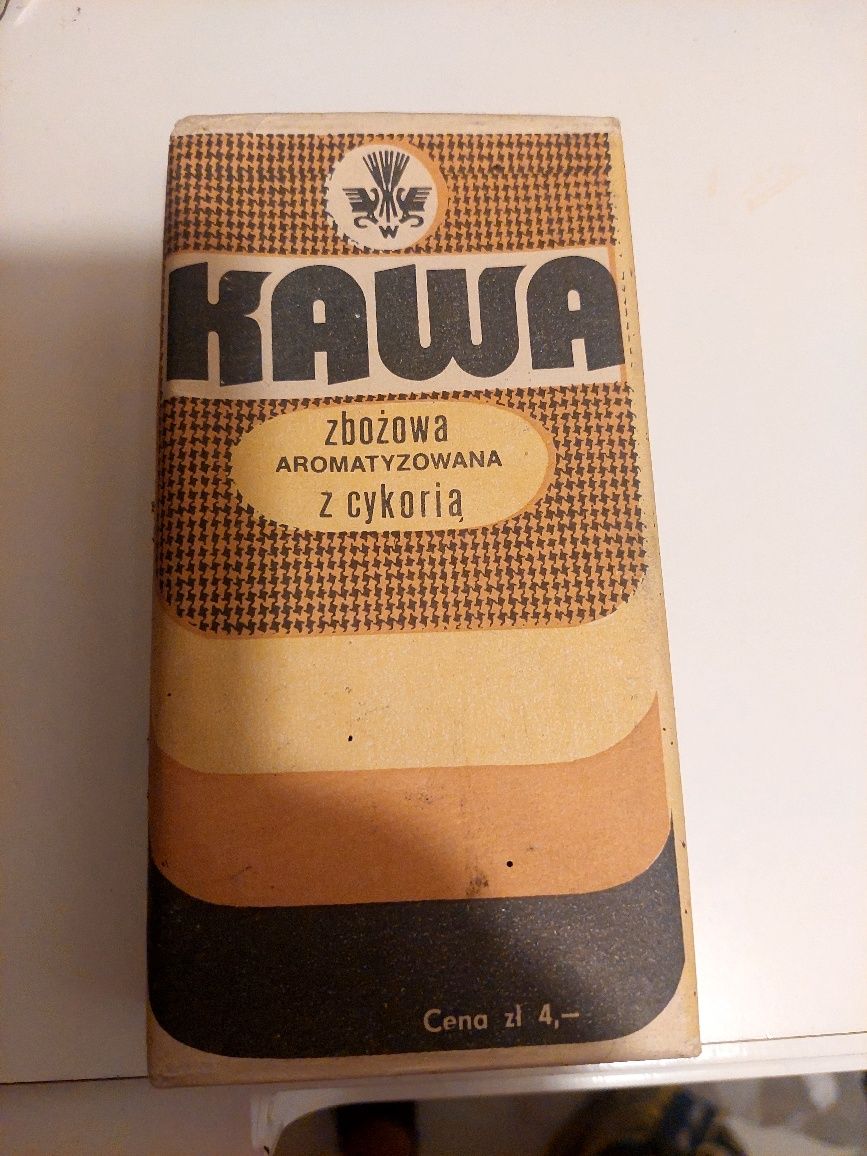 W
KAWA
zbożowa
AROMATYZOWANA
z cykorią
Cena zł 4,—